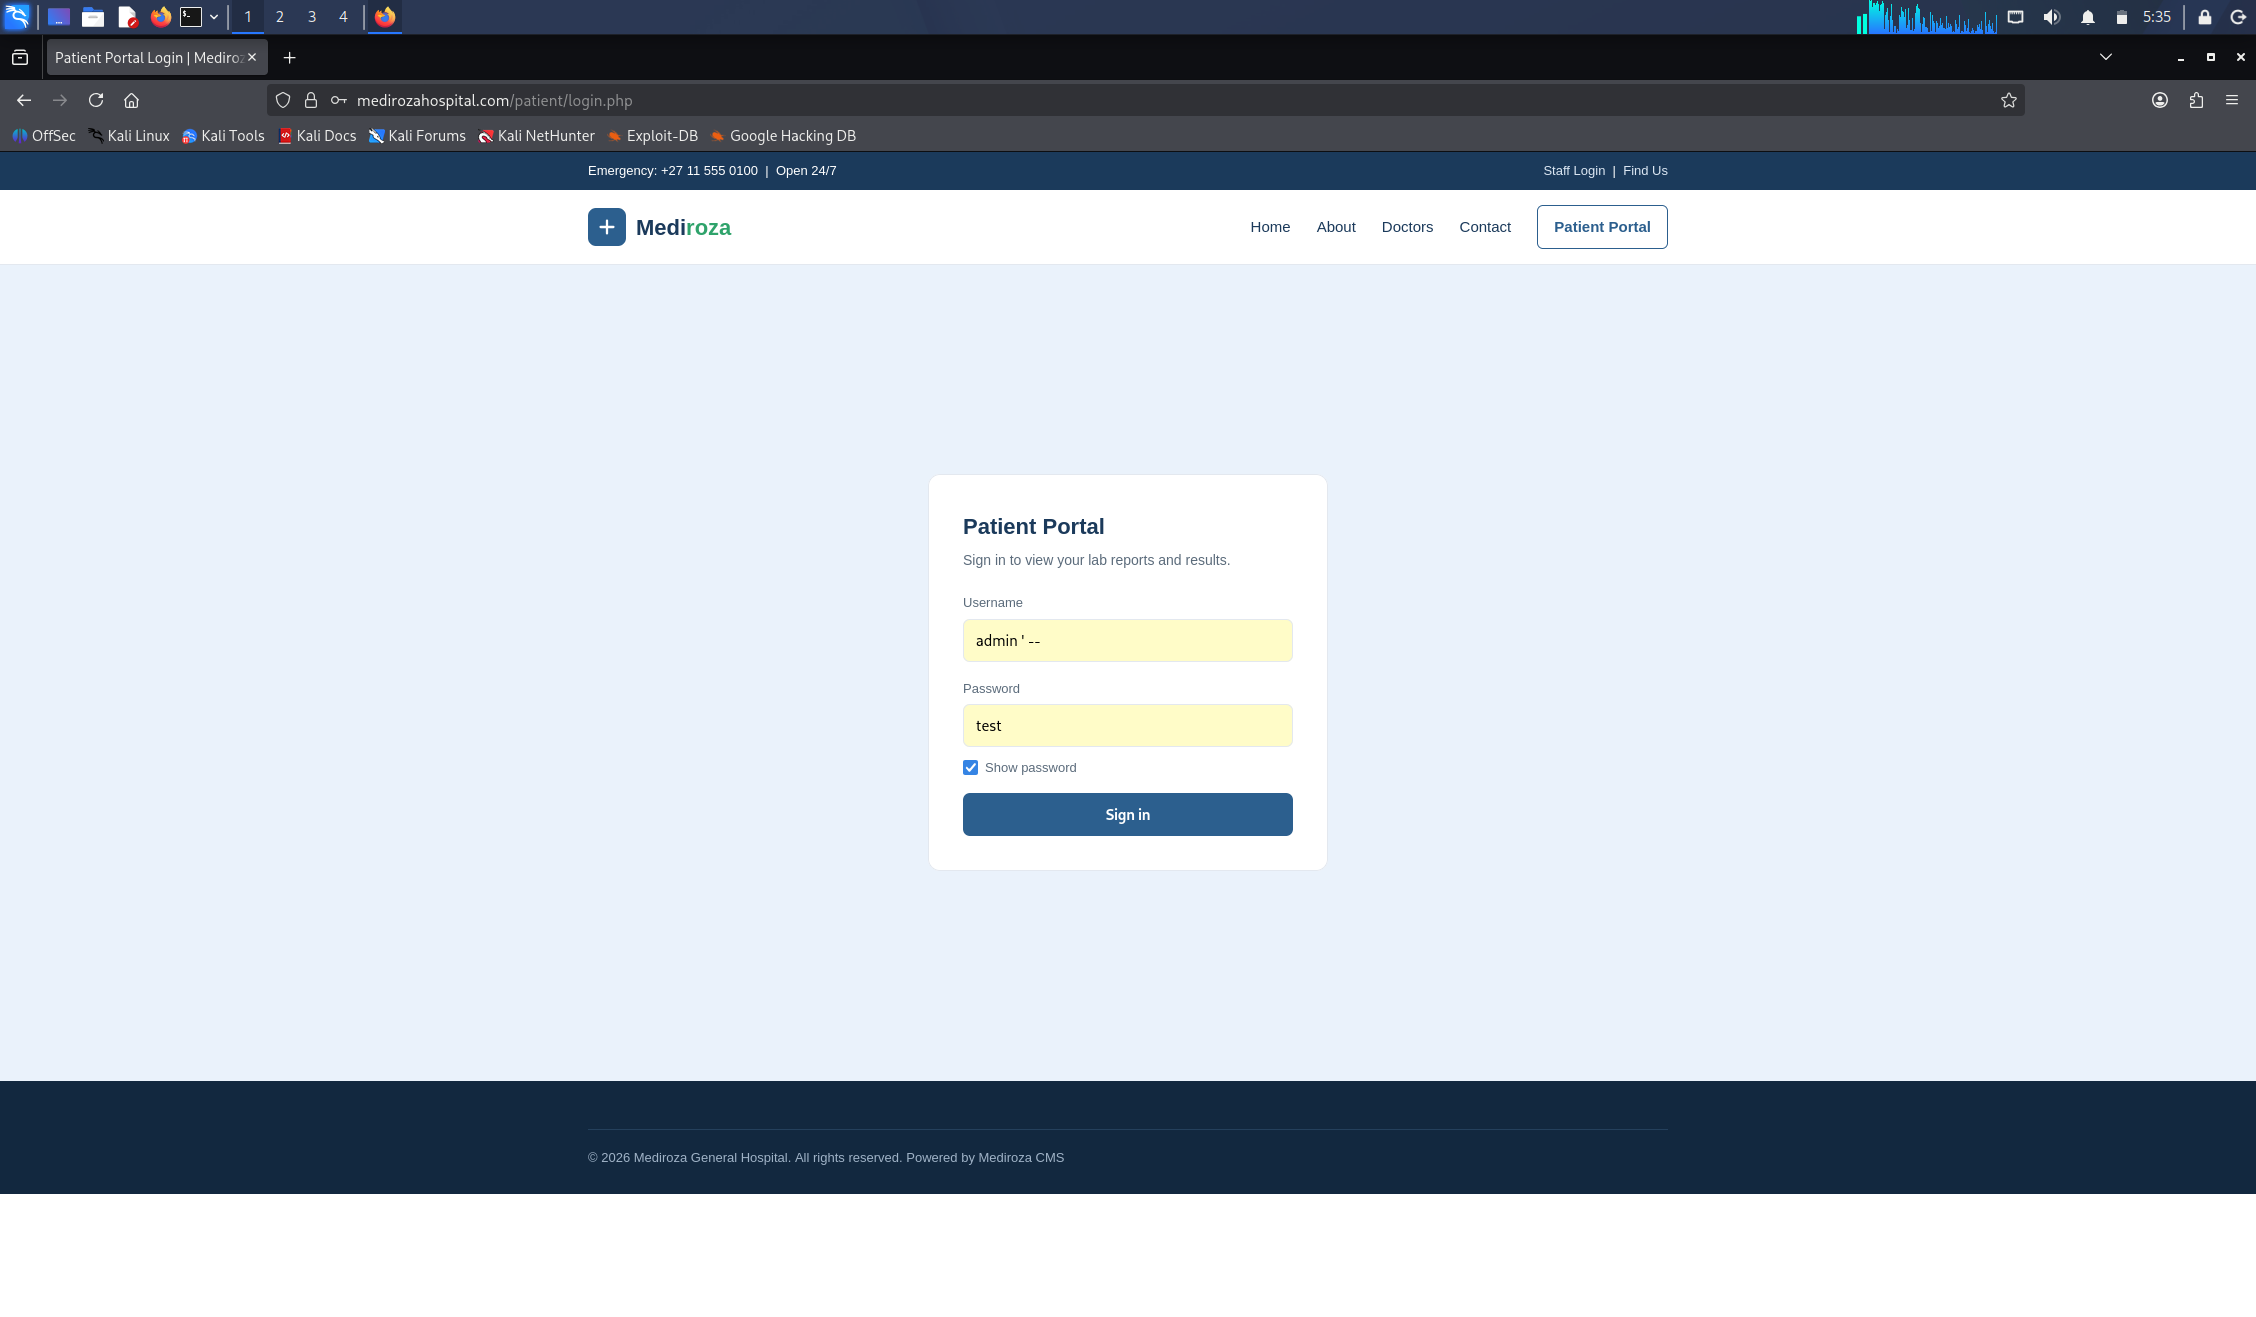 1 2 3 4 5:35
Patient Portal Login | Mediroz
medirozahospital.com/patient/login.php
OffSec Kali Linux Kali Tools Kali Docs Kali Forums Kali NetHunter Exploit-DB Google Hacking DB
Emergency: +27 11 555 0100 | Open 24/7 Staff Login | Find Us
Mediroza Home About Doctors Contact Patient Portal
Patient Portal
Sign in to view your lab reports and results.
Username
admin ' --
Password
test
Show password
Sign in
© 2026 Mediroza General Hospital. All rights reserved. Powered by Mediroza CMS